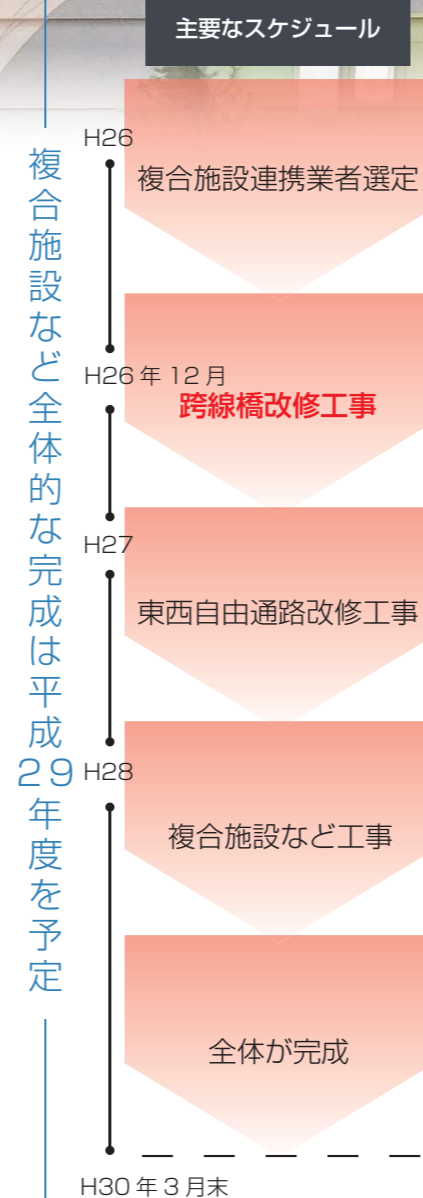 主要なスケジュール
複合施設など全体的な完成は平成29年度を予定
H26
複合施設連携業者選定
H26年12月
跨線橋改修工事
H27
東西自由通路改修工事
H28
複合施設など工事
全体が完成
H30年3月末